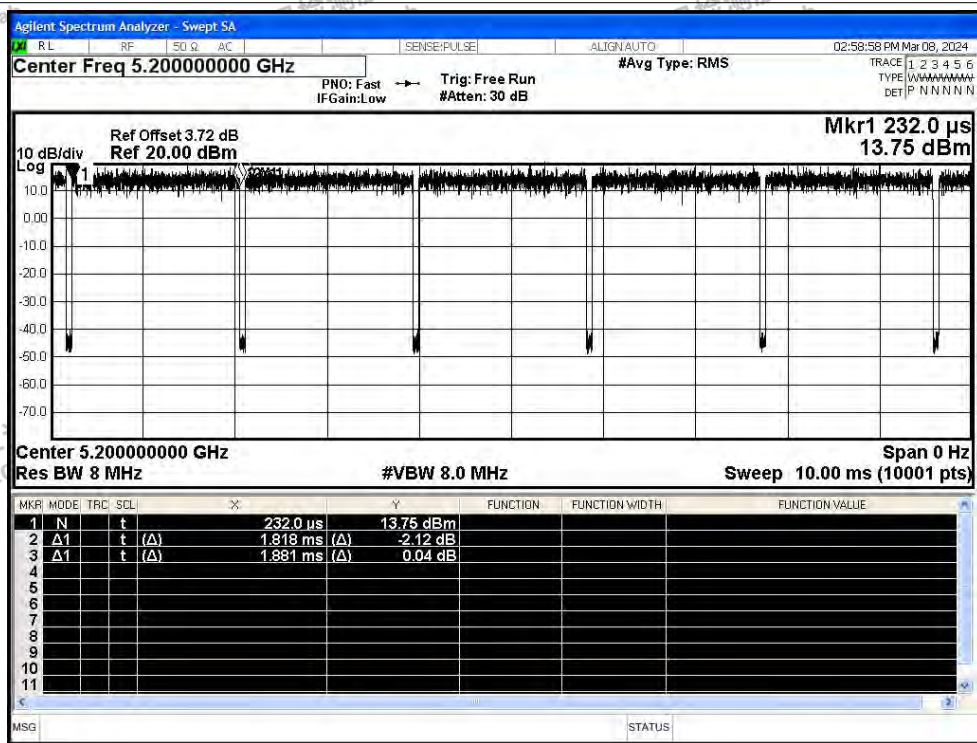 Agilent Spectrum Analyzer - Swept SA
RL RF 50 Ω AC SENSE:PULSE ALIGN AUTO 02:58:58 PM Mar 08, 2024
Center Freq 5.200000000 GHz #Avg Type: RMS TRACE 1 2 3 4 5 6
PNO: Fast Trig: Free Run TYPE WWWWWW
IFGain:Low #Atten: 30 dB DET P N N N N N
Mkr1 232.0 µs
13.75 dBm
Ref Offset 3.72 dB
10 dB/div Ref 20.00 dBm
Log
1
10.0
0.00
-10.0
-20.0
-30.0
-40.0
-50.0
-60.0
-70.0
Center 5.200000000 GHz Span 0 Hz
Res BW 8 MHz #VBW 8.0 MHz Sweep 10.00 ms (10001 pts)
MKR MODE TRC SCL X Y FUNCTION FUNCTION WIDTH FUNCTION VALUE
1 N t 232.0 µs 13.75 dBm
2 Δ1 t (Δ) 1.818 ms (Δ) -2.12 dB
3 Δ1 t (Δ) 1.881 ms (Δ) 0.04 dB
4
5
6
7
8
9
10
11
MSG STATUS